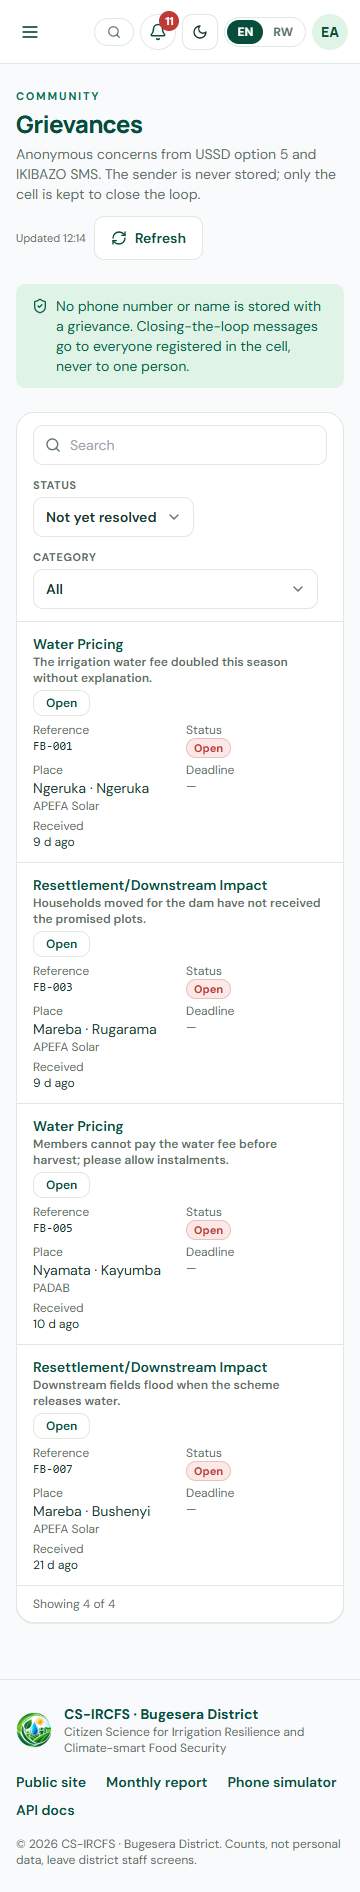 11
EN RW
EA
COMMUNITY
Grievances
Anonymous concerns from USSD option 5 and
IKIBAZO SMS. The sender is never stored; only the
cell is kept to close the loop.
Updated 12:14 Refresh
No phone number or name is stored with
a grievance. Closing-the-loop messages
go to everyone registered in the cell,
never to one person.
Search
STATUS
Not yet resolved
CATEGORY
All
Water Pricing
The irrigation water fee doubled this season
without explanation.
Open
Reference Status
FB-001 Open
Place Deadline
Ngeruka · Ngeruka —
APEFA Solar
Received
9 d ago
Resettlement/Downstream Impact
Households moved for the dam have not received
the promised plots.
Open
Reference Status
FB-003 Open
Place Deadline
Mareba · Rugarama —
APEFA Solar
Received
9 d ago
Water Pricing
Members cannot pay the water fee before
harvest; please allow instalments.
Open
Reference Status
FB-005 Open
Place Deadline
Nyamata · Kayumba —
PADAB
Received
10 d ago
Resettlement/Downstream Impact
Downstream fields flood when the scheme
releases water.
Open
Reference Status
FB-007 Open
Place Deadline
Mareba · Bushenyi —
APEFA Solar
Received
21 d ago
Showing 4 of 4
CS-IRCFS · Bugesera District
Citizen Science for Irrigation Resilience and
Climate-smart Food Security
Public site Monthly report Phone simulator
API docs
© 2026 CS-IRCFS · Bugesera District. Counts, not personal
data, leave district staff screens.